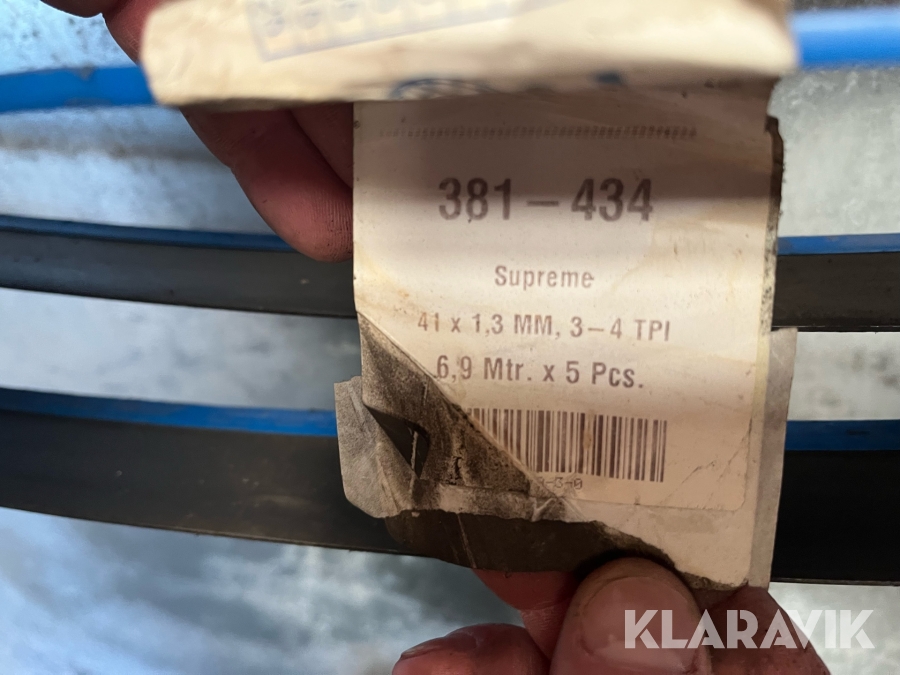 381-434
Supreme
41 x 1,3 MM, 3-4 TPI
6,9 Mtr. x 5 Pcs.
KLARAVIK